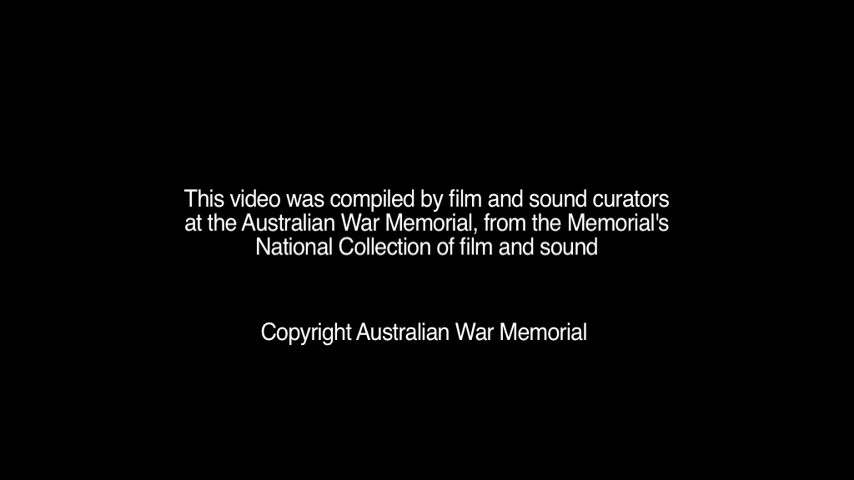 This video was compiled by film and sound curators
at the Australian War Memorial, from the Memorial's
National Collection of film and sound
Copyright Australian War Memorial